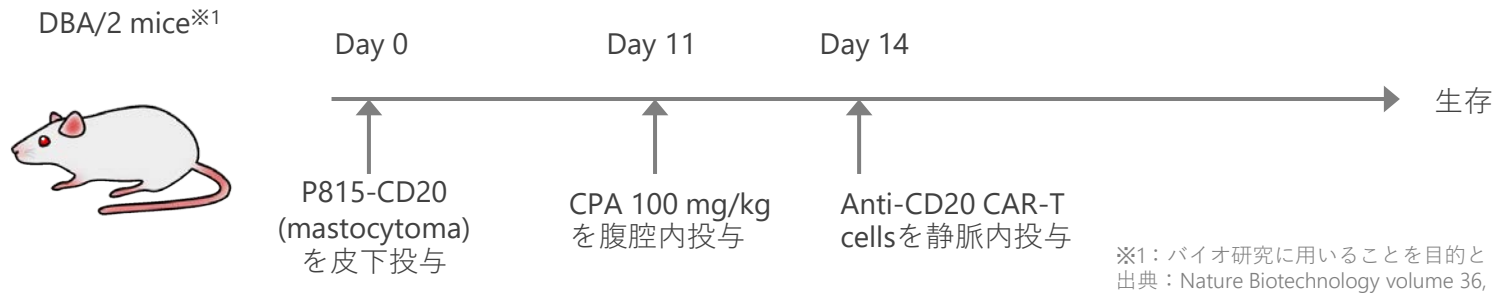 DBA/2 mice※1
Day 0
Day 11
Day 14
生存
P815-CD20
(mastocytoma)
を皮下投与
CPA 100 mg/kg
を腹腔内投与
Anti-CD20 CAR-T
cellsを静脈内投与
※1：バイオ研究に用いることを目的と
出典：Nature Biotechnology volume 36,